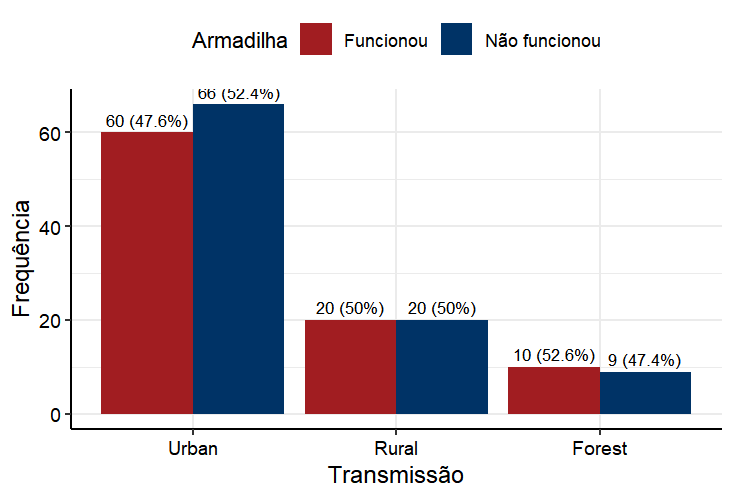 Armadilha Funcionou Não funcionou
66 (52.4%)
60 (47.6%)
20 (50%) 20 (50%)
10 (52.6%) 9 (47.4%)
60
40
20
0
Frequência
Urban Rural Forest
Transmissão